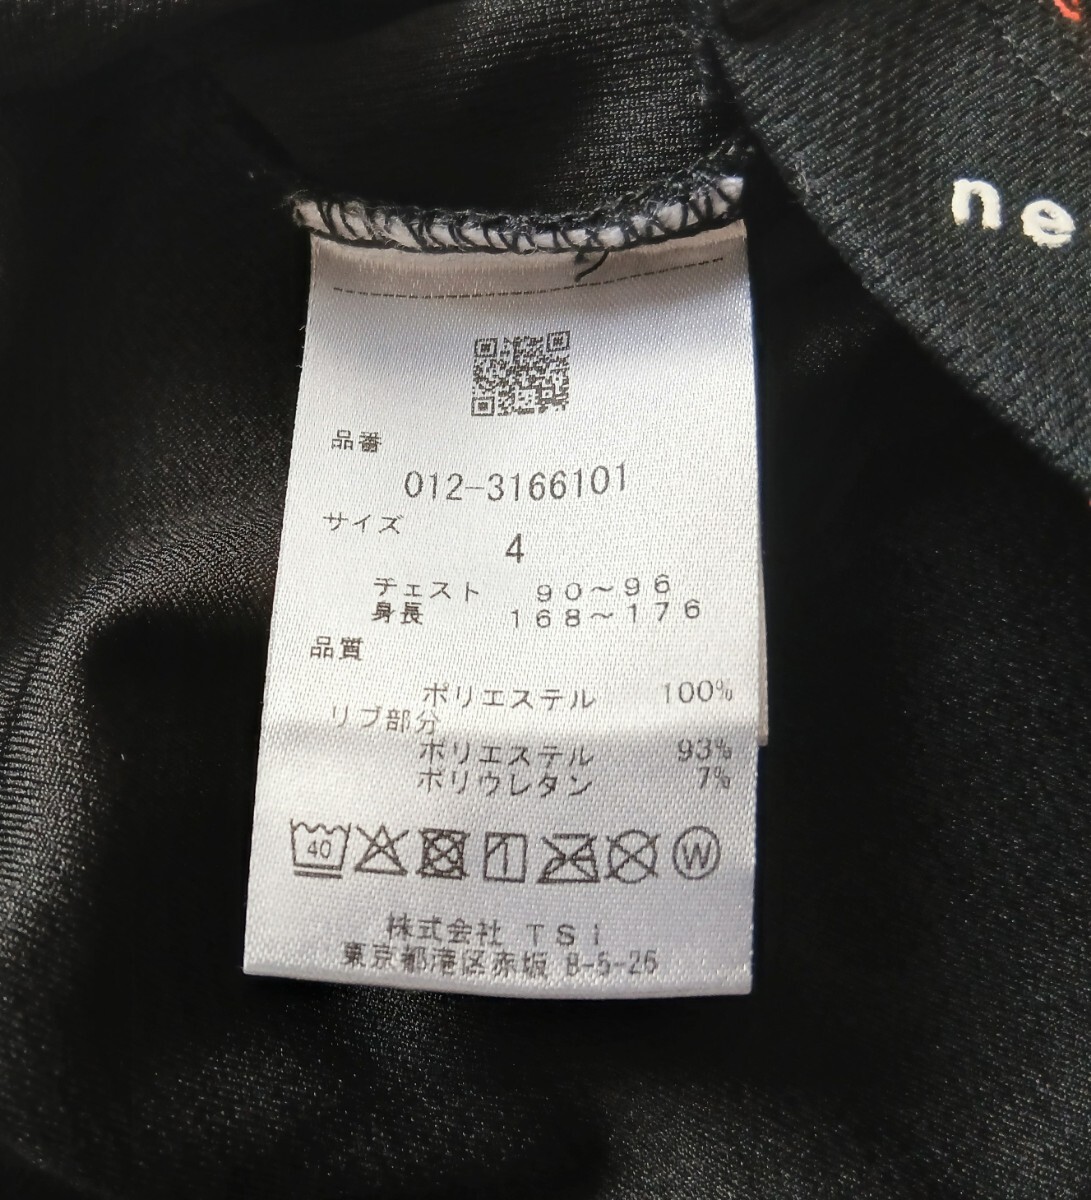 ne
品番
012-3166101
サイズ
4
チェスト 90～96
身長 168～176
品質
ポリエステル 100%
リブ部分
ポリエステル 93%
ポリウレタン 7%
40 W
株式会社 TSI
東京都港区赤坂 8-5-26